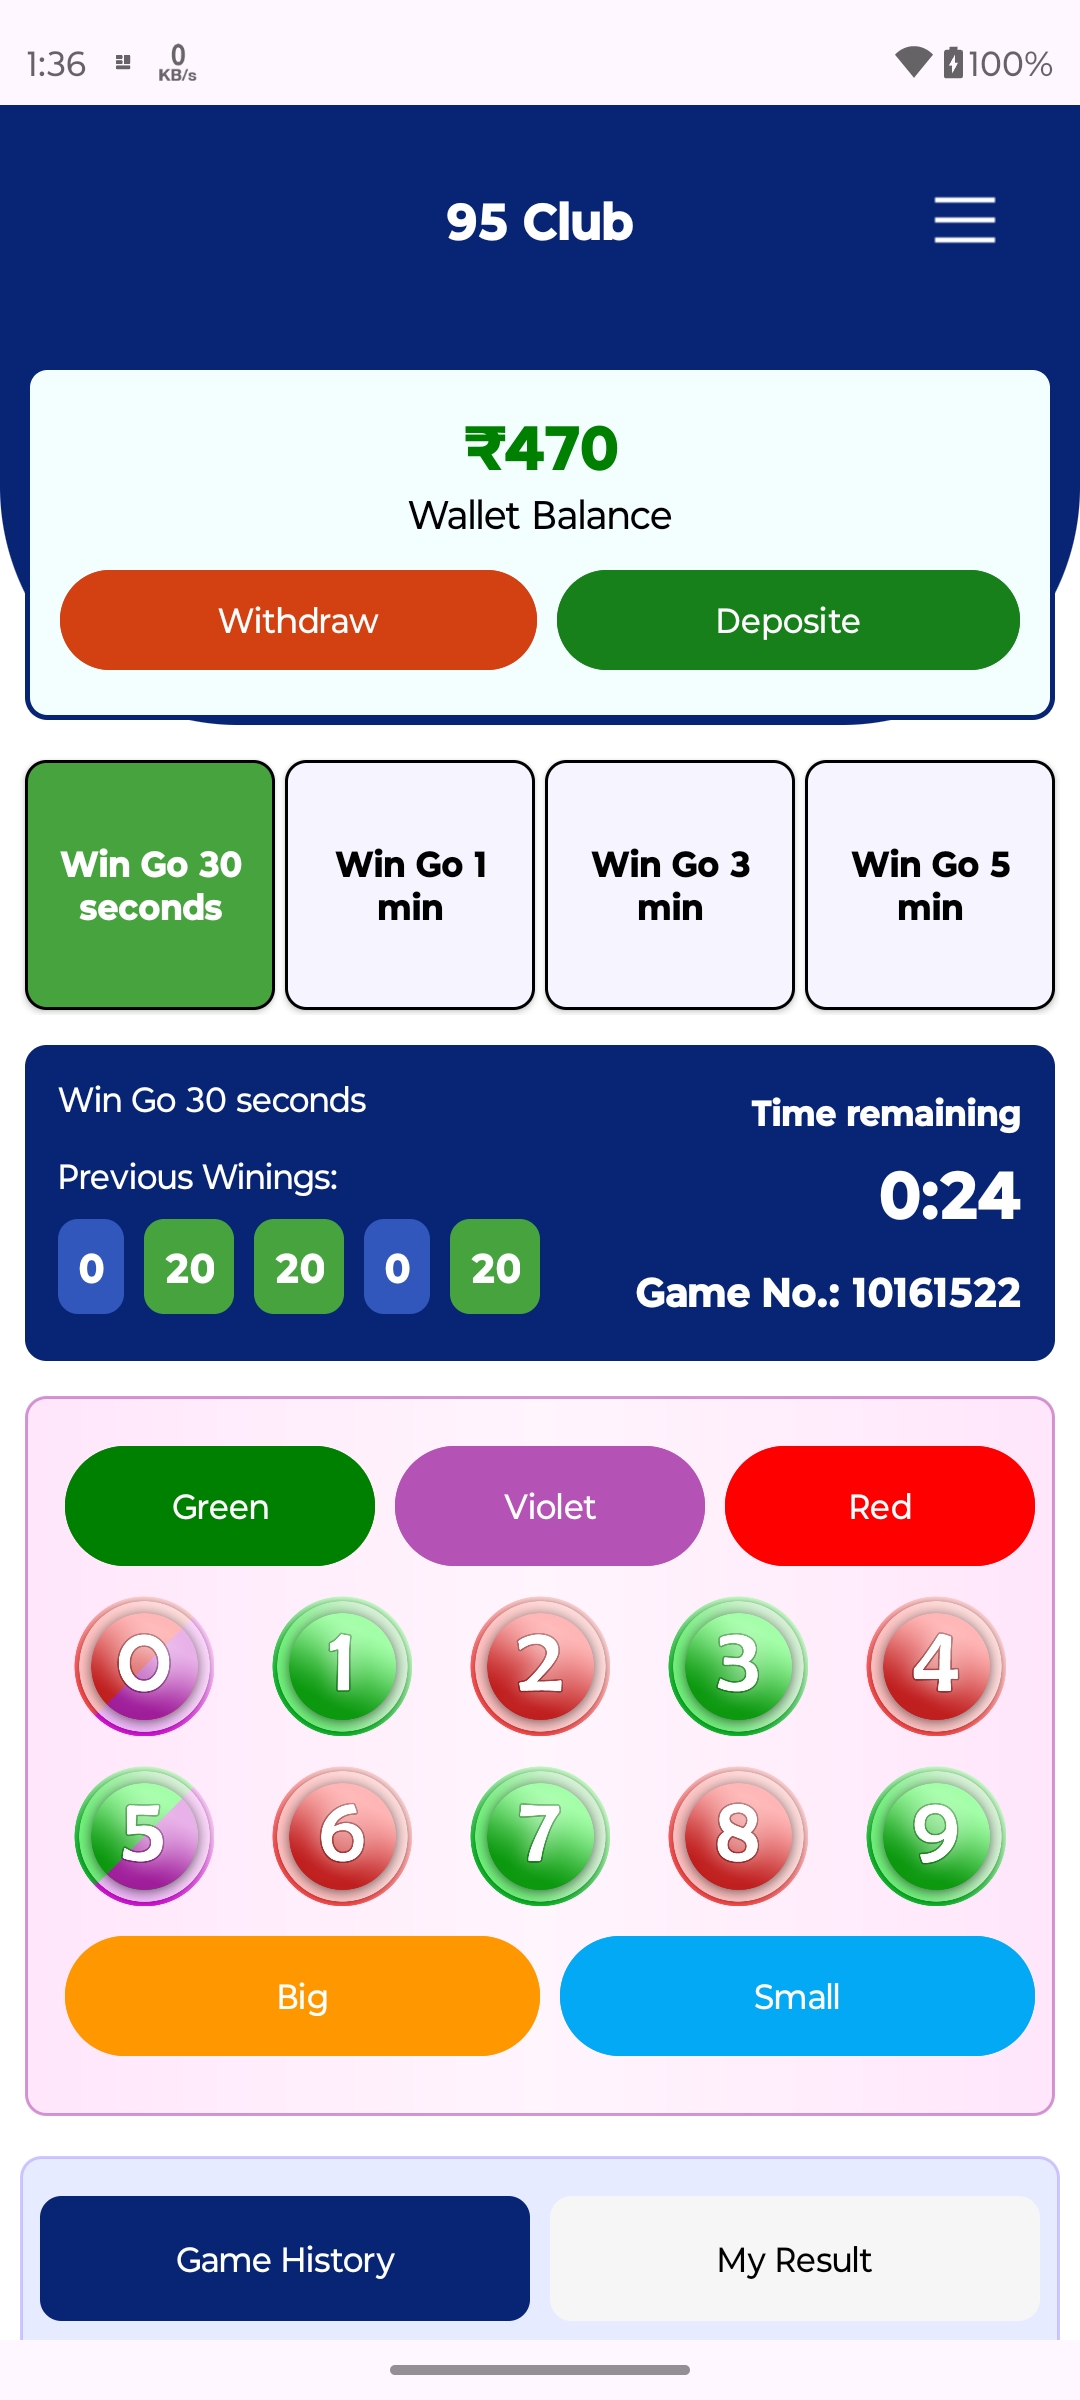 1:36
0
KB/s
100%
95 Club
₹470
Wallet Balance
Withdraw
Deposite
Win Go 30
seconds
Win Go 1
min
Win Go 3
min
Win Go 5
min
Win Go 30 seconds
Time remaining
Previous Winings:
0:24
0 20 20 0 20
Game No.: 10161522
Green Violet Red
0 1 2 3 4
5 6 7 8 9
Big Small
Game History My Result